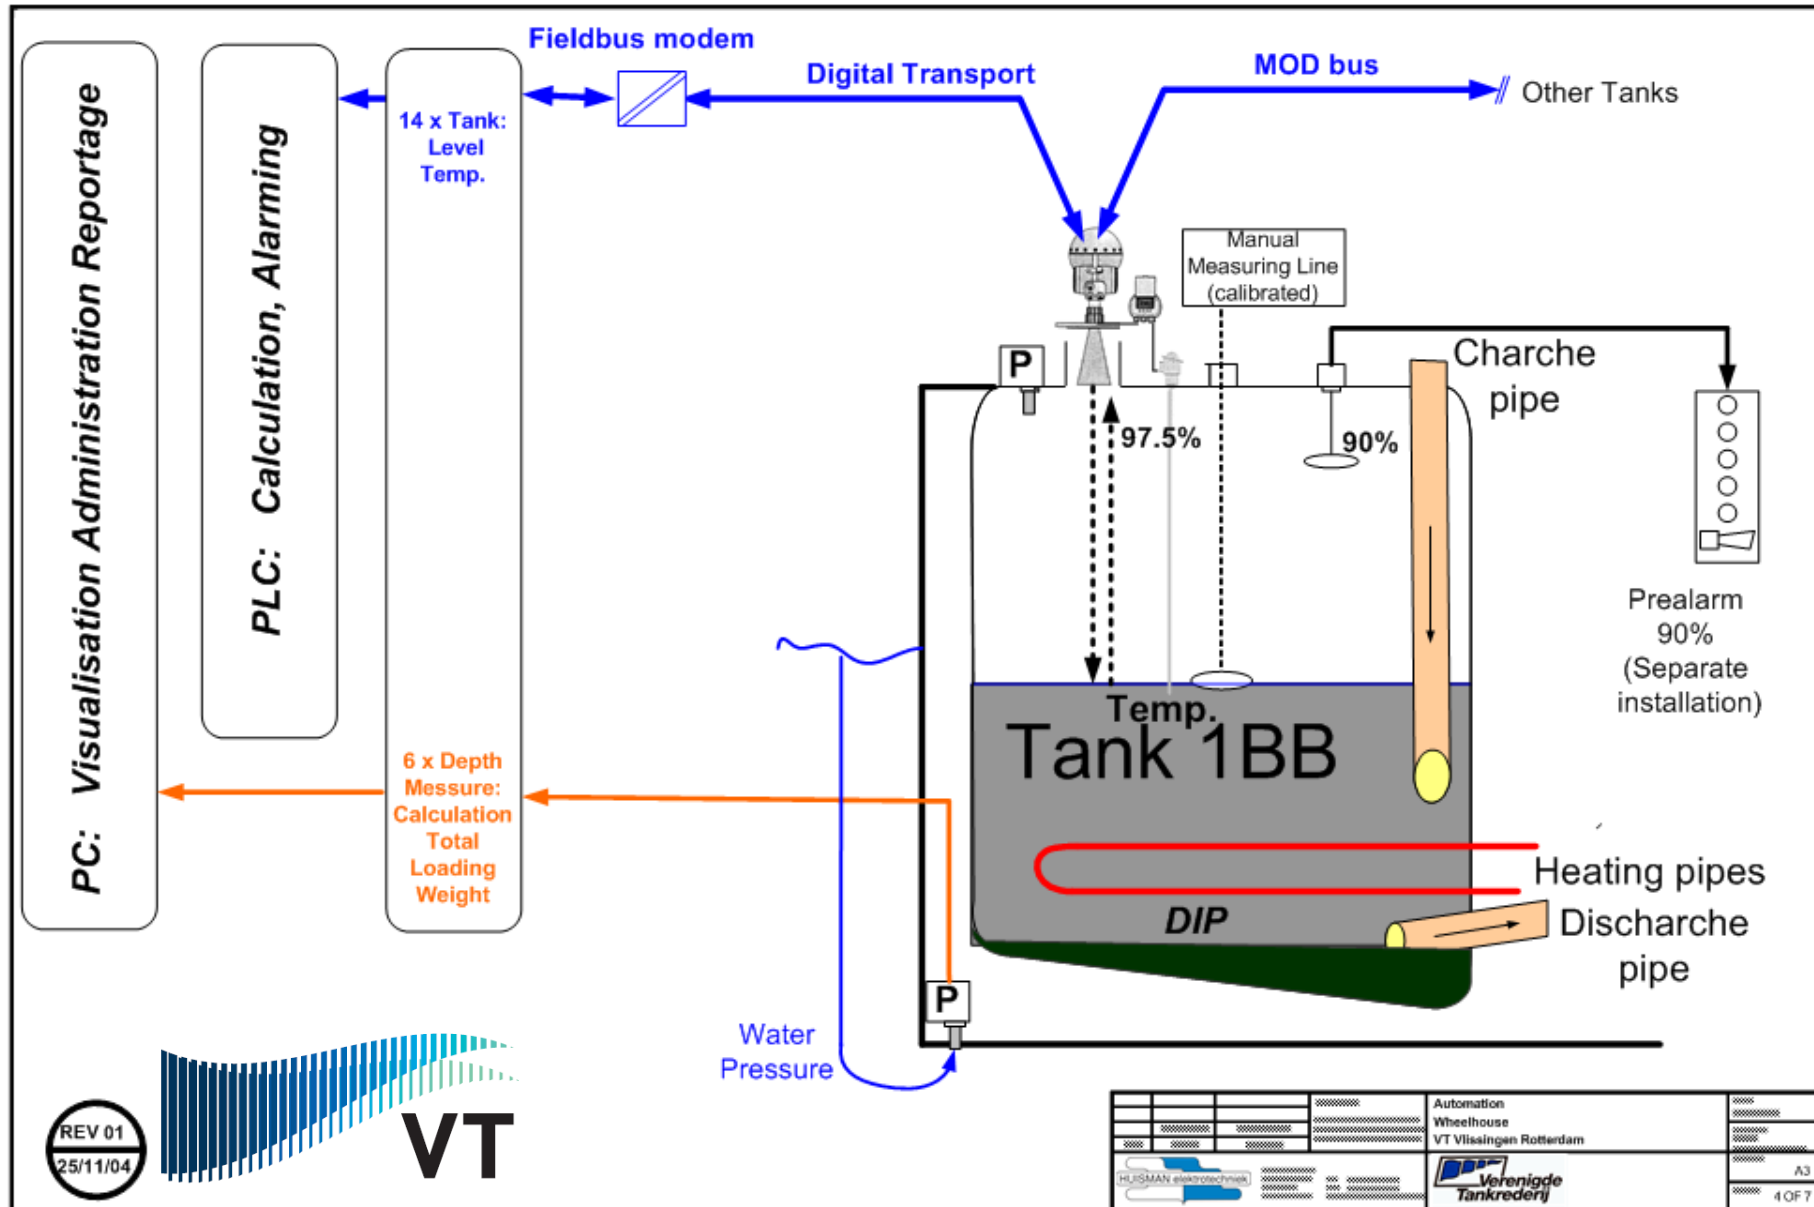 Fieldbus modem
Digital Transport
MOD bus
Other Tanks
PC: Visualisation Administration Reportage
PLC: Calculation, Alarming
14 x Tank:
Level
Temp.
6 x Depth
Messure:
Calculation
Total
Loading
Weight
Manual
Measuring Line
(calibrated)
P
97.5%
90%
Charche
pipe
Prealarm
90%
(Separate
installation)
Temp.
Tank 1BB
Heating pipes
DIP
Discharche
pipe
P
Water
Pressure
REV 01
25/11/04
VT
Automation
Wheelhouse
VT Vlissingen Rotterdam
HUISMAN elektrotechniek
Verenigde
Tankrederij
A3
4 OF 7